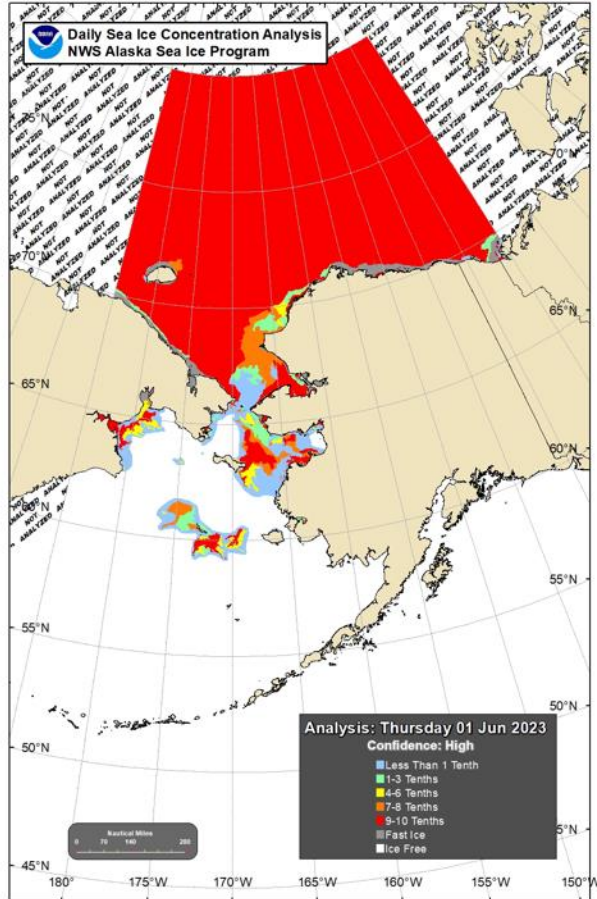 Daily Sea Ice Concentration Analysis
NWS Alaska Sea Ice Program
NOT ANALYZED
75°N
70°N
65°N
60°N
55°N
50°N
45°N
70°N
65°N
60°N
55°N
50°N
45°N
Analysis: Thursday 01 Jun 2023
Confidence: High
Less Than 1 Tenth
1-3 Tenths
4-6 Tenths
7-8 Tenths
9-10 Tenths
Fast Ice
Ice Free
Nautical Miles
0 70 140 280
180° 175°W 170°W 165°W 160°W 155°W 150°W